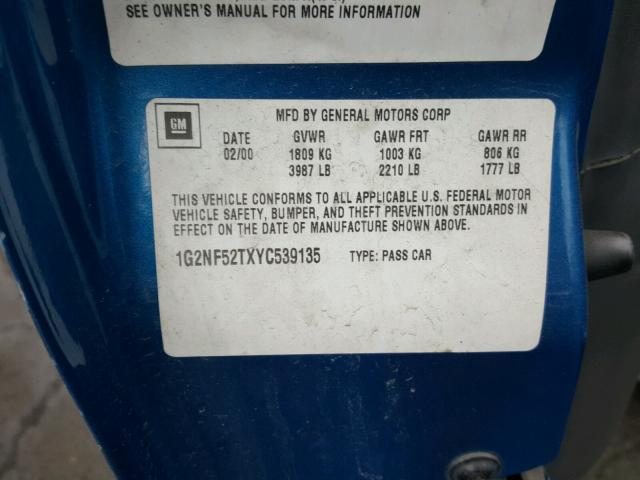 SEE OWNER'S MANUAL FOR MORE INFORMATION
GM
MFD BY GENERAL MOTORS CORP
DATE GVWR GAWR FRT GAWR RR
02/00 1809 KG 1003 KG 806 KG
3987 LB 2210 LB 1777 LB
THIS VEHICLE CONFORMS TO ALL APPLICABLE U.S. FEDERAL MOTOR
VEHICLE SAFETY, BUMPER, AND THEFT PREVENTION STANDARDS IN
EFFECT ON THE DATE OF MANUFACTURE SHOWN ABOVE.
1G2NF52TXYC539135 TYPE: PASS CAR